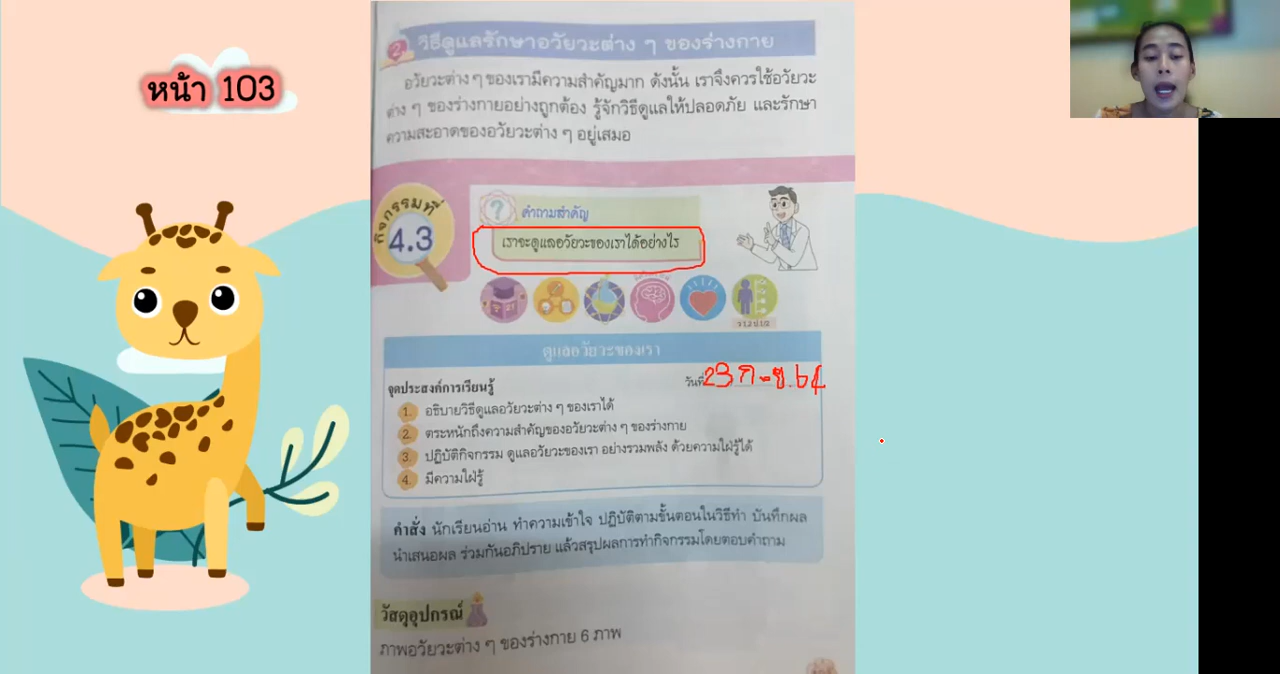 หน้า 103
2 วิธีดูแลรักษาอวัยวะต่าง ๆ ของร่างกาย
อวัยวะต่าง ๆ ของเรามีความสำคัญมาก ดังนั้น เราจึงควรใช้อวัยวะ
ต่าง ๆ ของร่างกายอย่างถูกต้อง รู้จักวิธีดูแลให้ปลอดภัย และรักษา
ความสะอาดของอวัยวะต่าง ๆ อยู่เสมอ
กิจกรรมที่
4.3
? คำถามสำคัญ
เราจะดูแลอวัยวะของเราได้อย่างไร
ว 1.2 ป.1/2
ดูแลอวัยวะของเรา
จุดประสงค์การเรียนรู้
วันที่ 23 ก.ย. 64
1. อธิบายวิธีดูแลอวัยวะต่าง ๆ ของเราได้
2. ตระหนักถึงความสำคัญของอวัยวะต่าง ๆ ของร่างกาย
3. ปฏิบัติกิจกรรม ดูแลอวัยวะของเรา อย่างรวมพลัง ด้วยความใฝ่รู้ได้
4. มีความใฝ่รู้
คำสั่ง นักเรียนอ่าน ทำความเข้าใจ ปฏิบัติตามขั้นตอนในวิธีทำ บันทึกผล
นำเสนอผล ร่วมกันอภิปราย แล้วสรุปผลการทำกิจกรรมโดยตอบคำถาม
วัสดุอุปกรณ์
ภาพอวัยวะต่าง ๆ ของร่างกาย 6 ภาพ